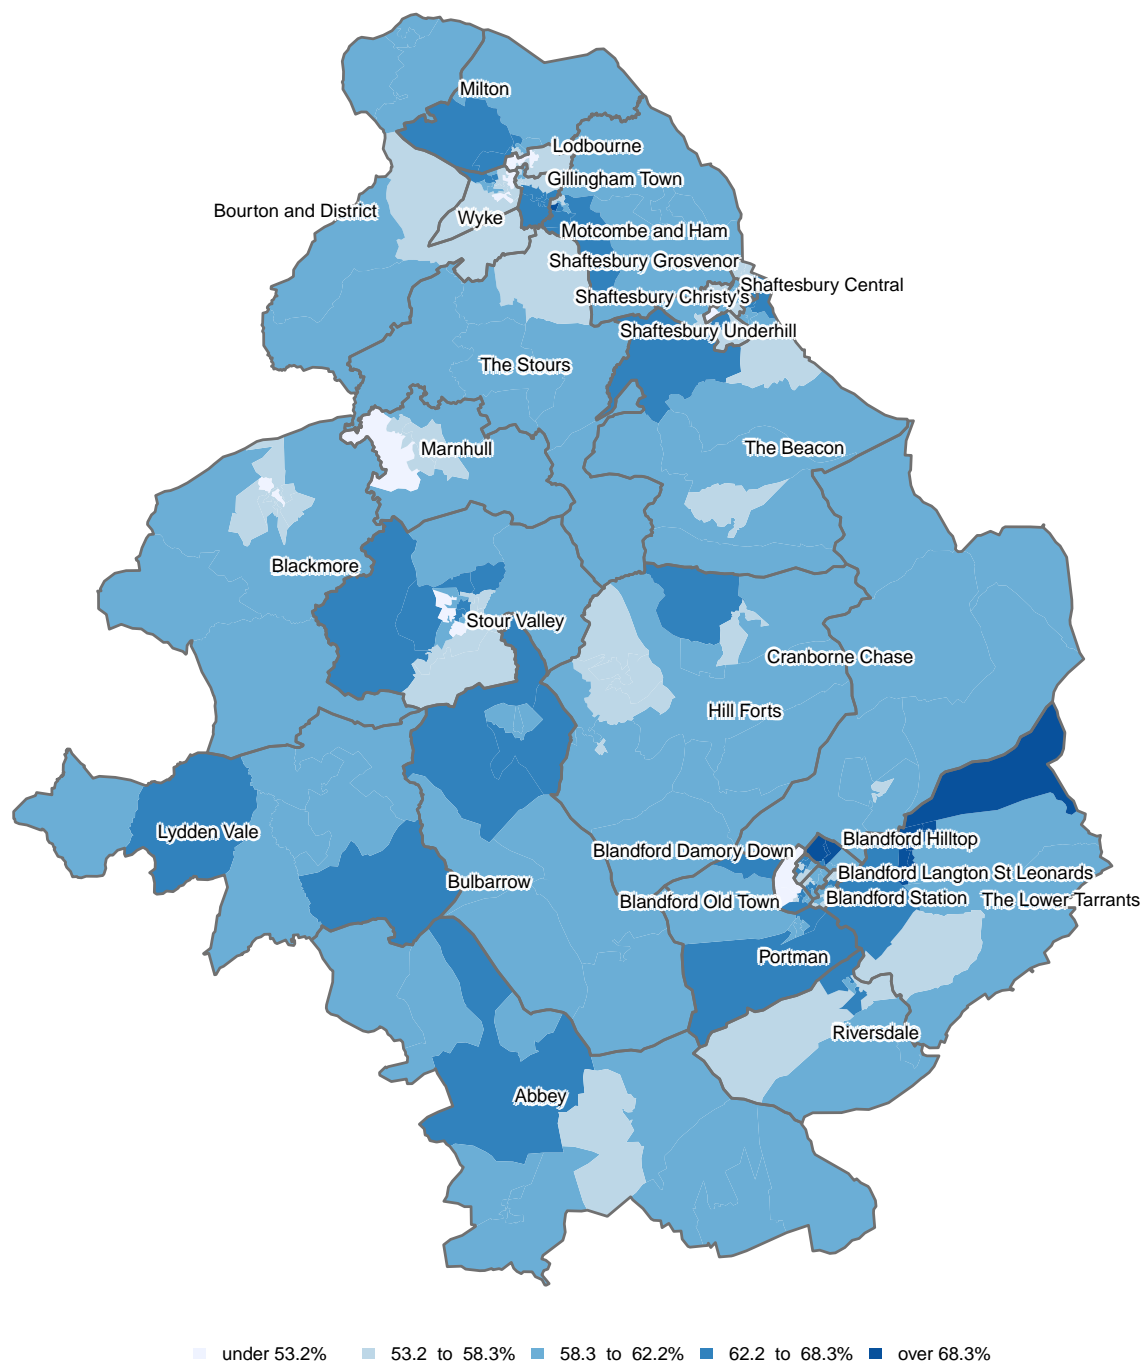 Milton
Lodbourne
Gillingham Town
Bourton and District
Wyke
Motcombe and Ham
Shaftesbury Grosvenor
Shaftesbury Central
Shaftesbury Christy's
Shaftesbury Underhill
The Stours
Marnhull
The Beacon
Blackmore
Stour Valley
Cranborne Chase
Hill Forts
Lydden Vale
Blandford Hilltop
Blandford Damory Down
Blandford Langton St Leonards
Bulbarrow
Blandford Old Town
Blandford Station
The Lower Tarrants
Portman
Riversdale
Abbey
under 53.2% 53.2 to 58.3% 58.3 to 62.2% 62.2 to 68.3% over 68.3%